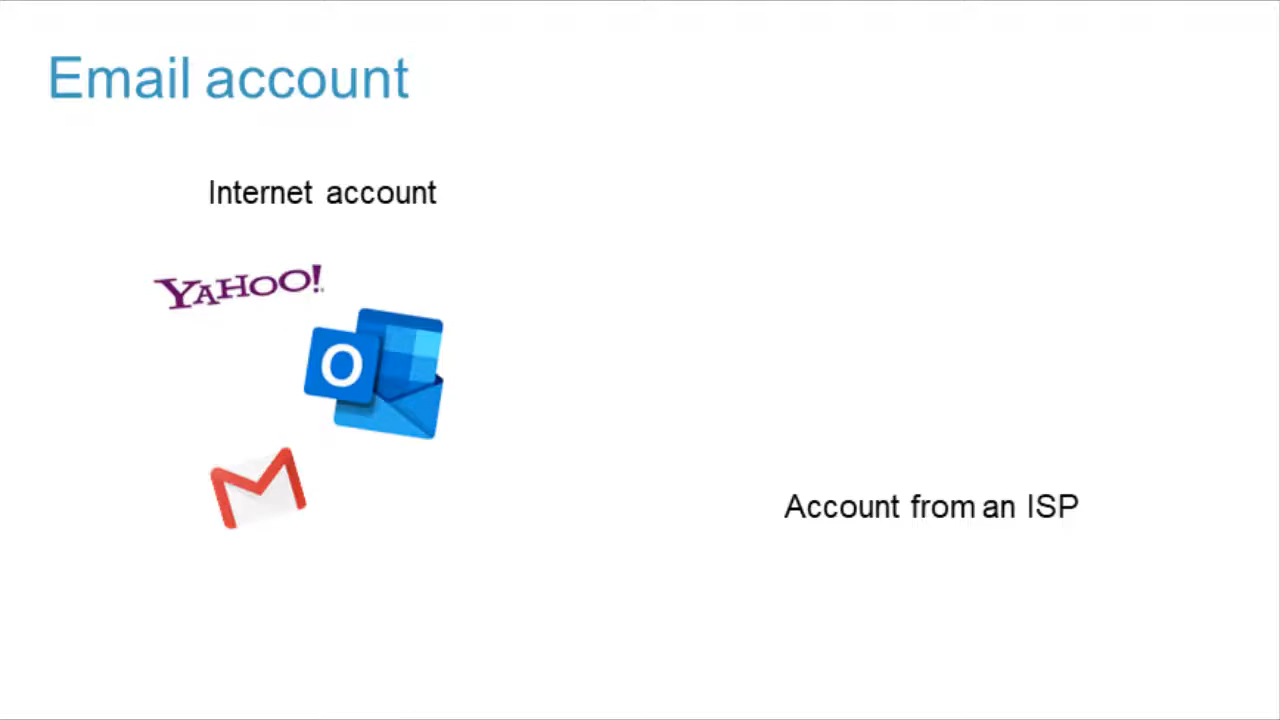 Email account
Internet account
YAHOO!
O
Account from an ISP